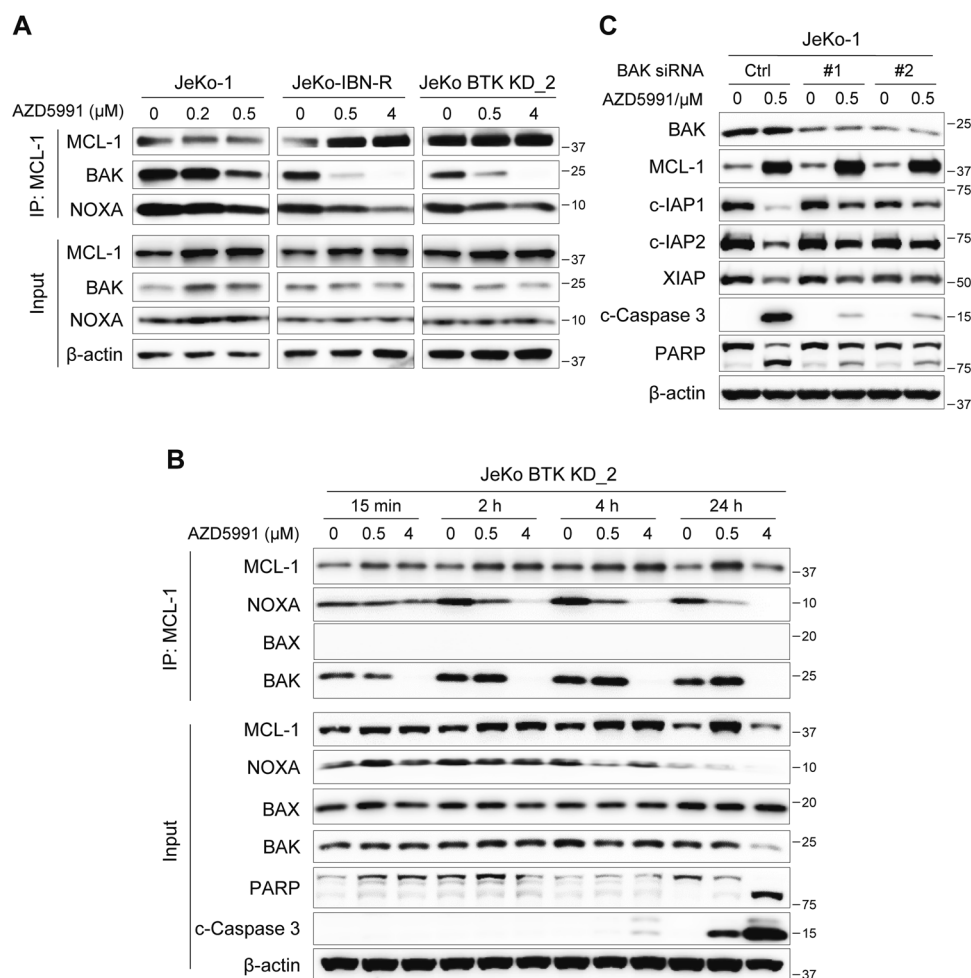 A
JeKo-1 JeKo-IBN-R JeKo BTK KD_2
AZD5991 (µM) 0 0.2 0.5 0 0.5 4 0 0.5 4
IP: MCL-1
MCL-1 -37
BAK -25
NOXA -10
Input
MCL-1 -37
BAK -25
NOXA -10
β-actin -37
C
JeKo-1
BAK siRNA Ctrl #1 #2
AZD5991/µM 0 0.5 0 0.5 0 0.5
BAK -25
MCL-1 -37
c-IAP1 -75
c-IAP2 -75
XIAP -50
c-Caspase 3 -15
PARP -75
β-actin -37
B
JeKo BTK KD_2
15 min 2 h 4 h 24 h
AZD5991 (µM) 0 0.5 4 0 0.5 4 0 0.5 4 0 0.5 4
IP: MCL-1
MCL-1 -37
NOXA -10
BAX -20
BAK -25
Input
MCL-1 -37
NOXA -10
BAX -20
BAK -25
PARP -75
c-Caspase 3 -15
β-actin -37